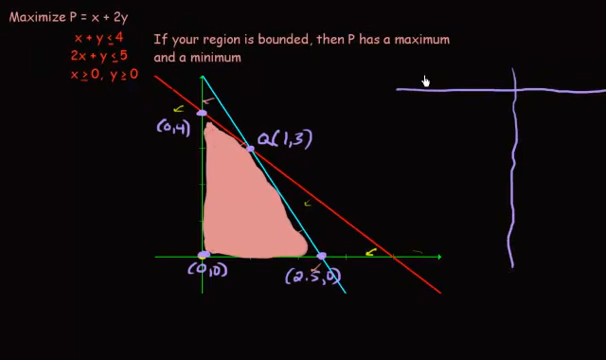 Maximize P = x + 2y
x + y ≤ 4
2x + y ≤ 5
x ≥ 0, y ≥ 0
If your region is bounded, then P has a maximum
and a minimum
(0,4)
Q(1,3)
(0,0)
(2.5,0)